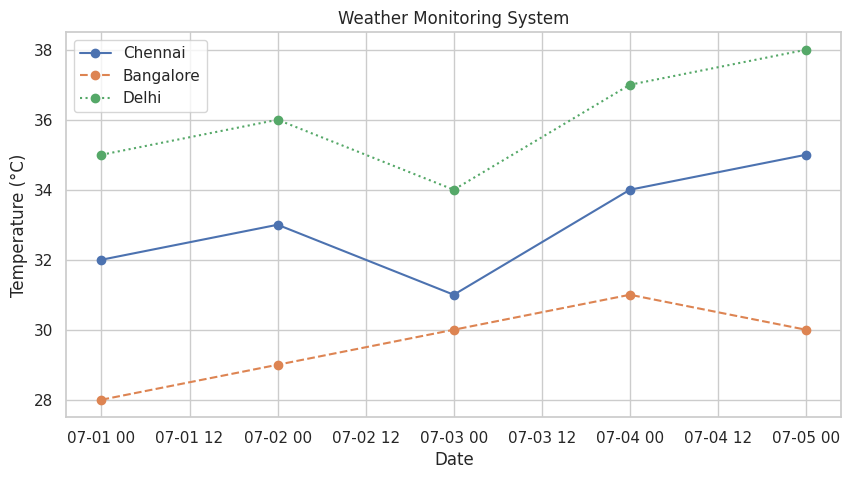 Weather Monitoring System
Chennai
Bangalore
Delhi
Temperature (°C)
38
36
34
32
30
28
07-01 00 07-01 12 07-02 00 07-02 12 07-03 00 07-03 12 07-04 00 07-04 12 07-05 00
Date